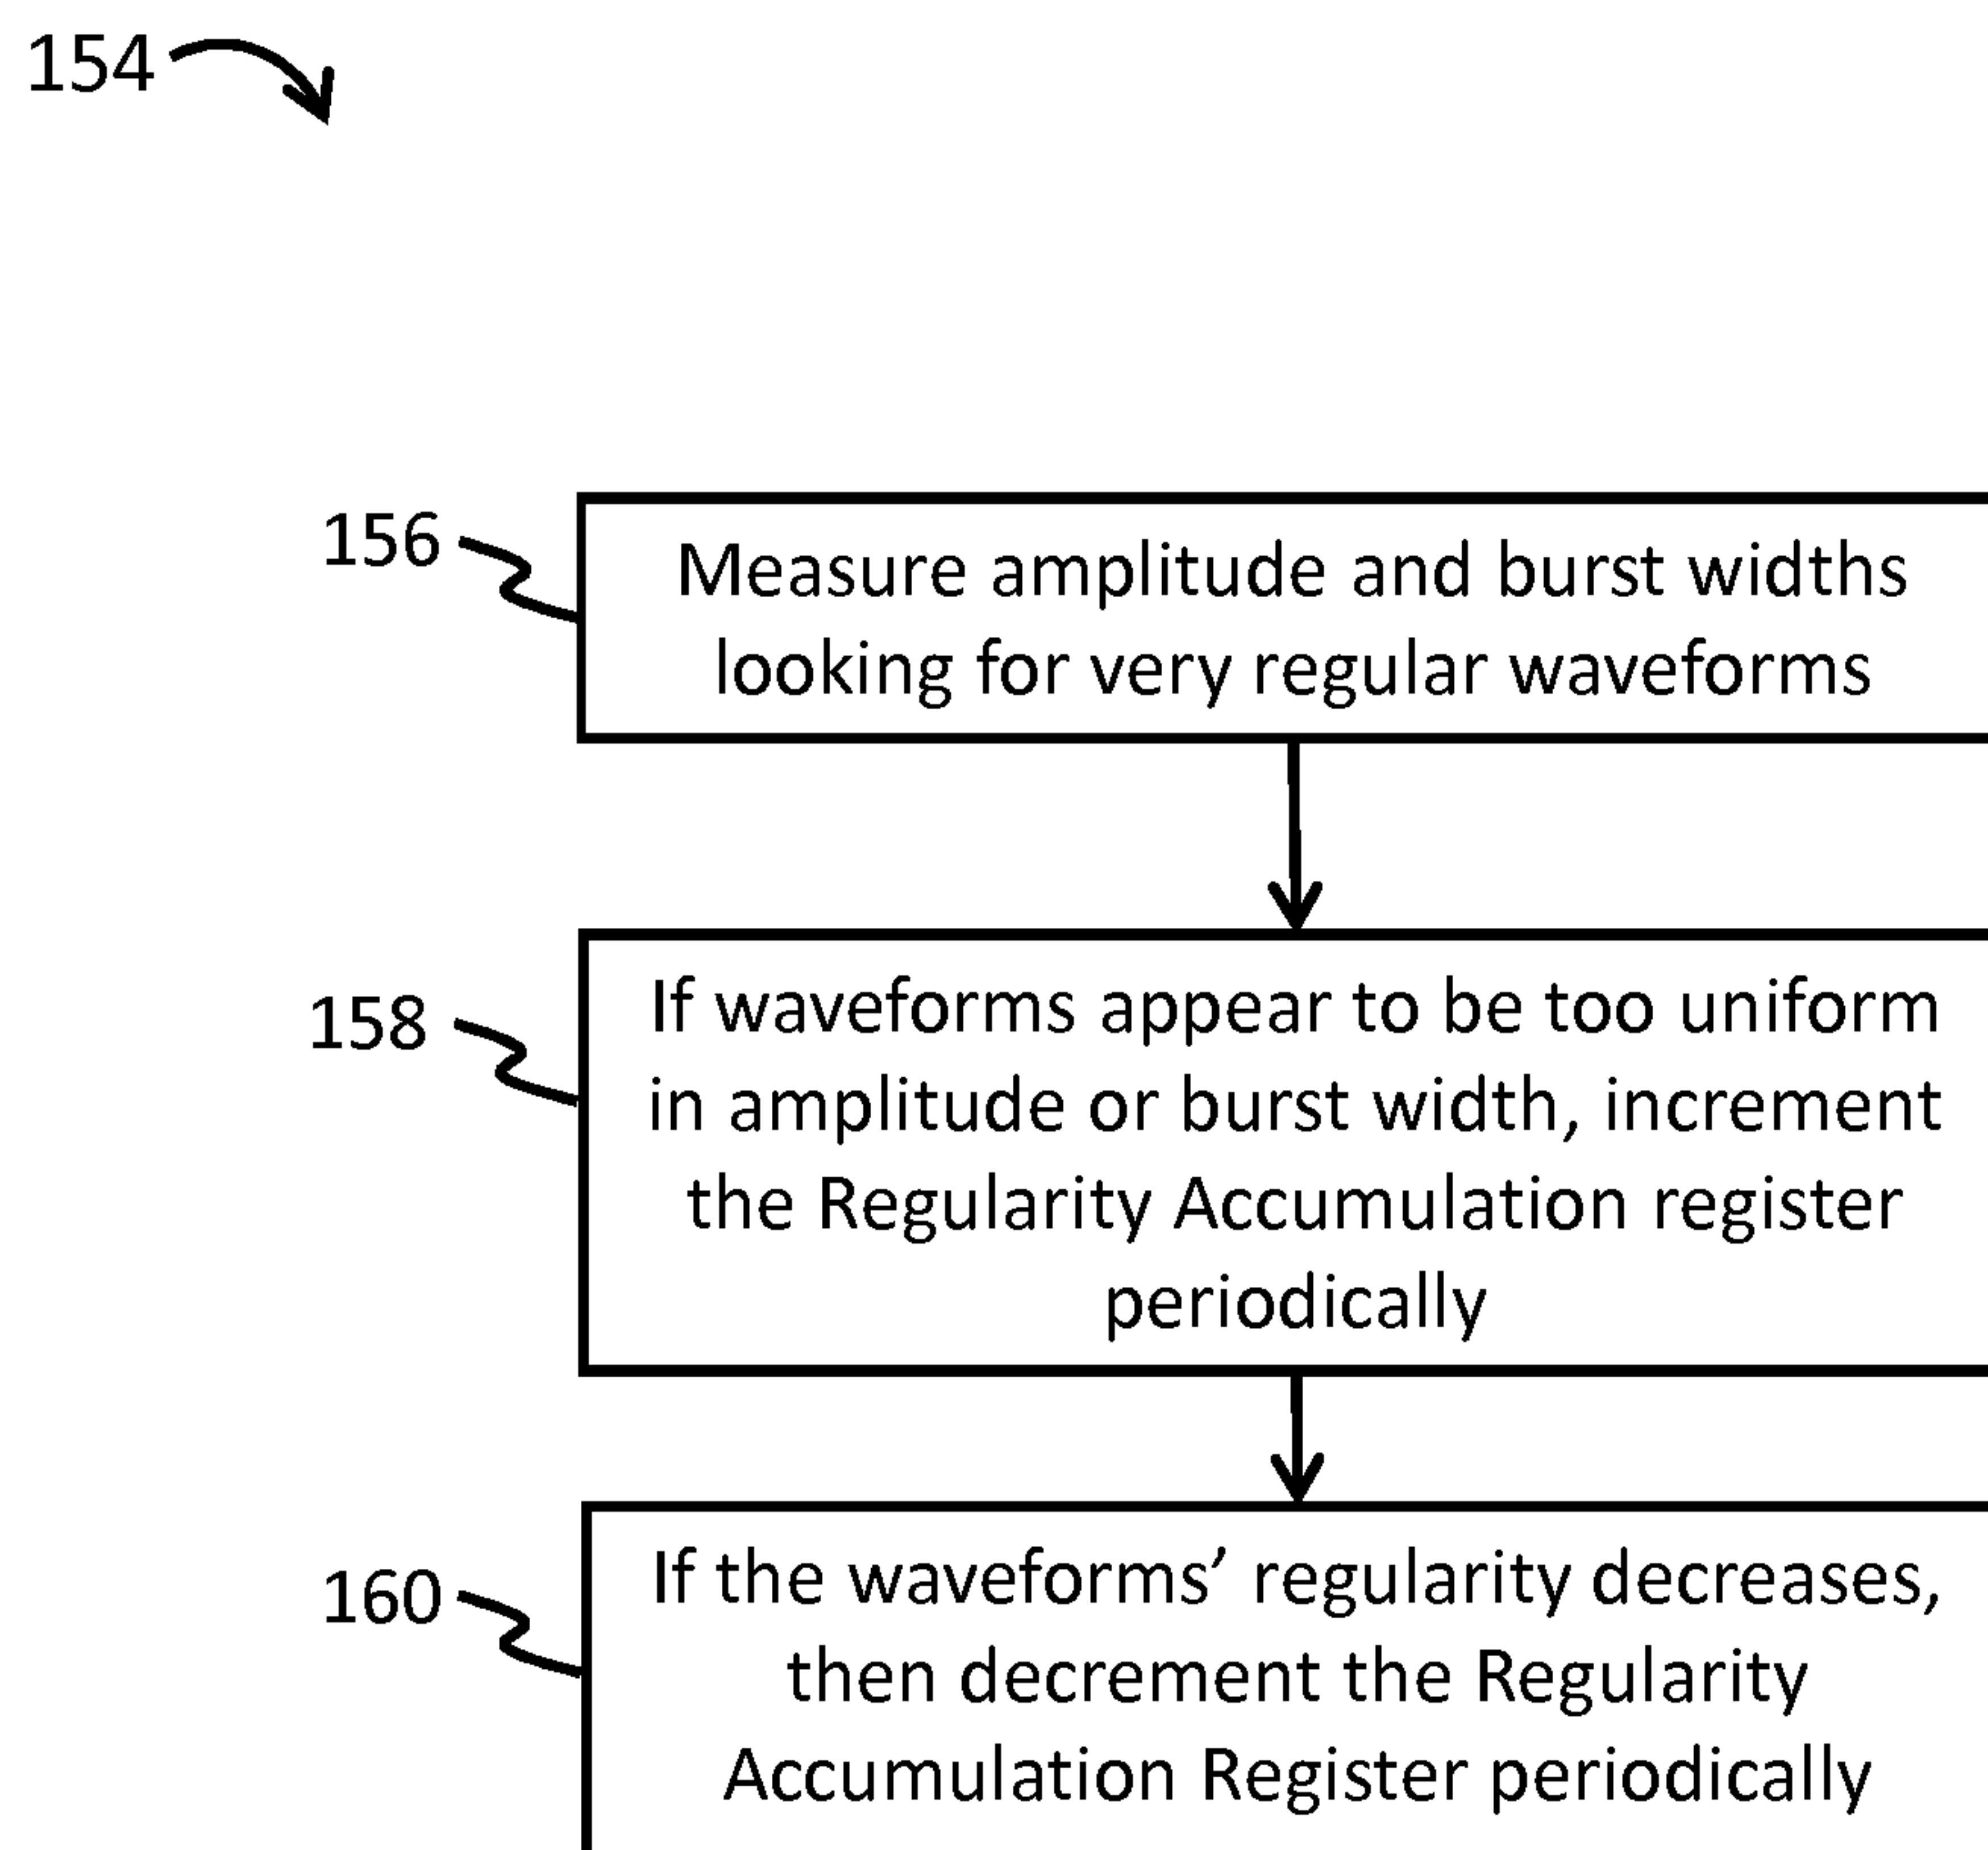 154
156
Measure amplitude and burst widths
looking for very regular waveforms
158
If waveforms appear to be too uniform
in amplitude or burst width, increment
the Regularity Accumulation register
periodically
160
If the waveforms’ regularity decreases,
then decrement the Regularity
Accumulation Register periodically